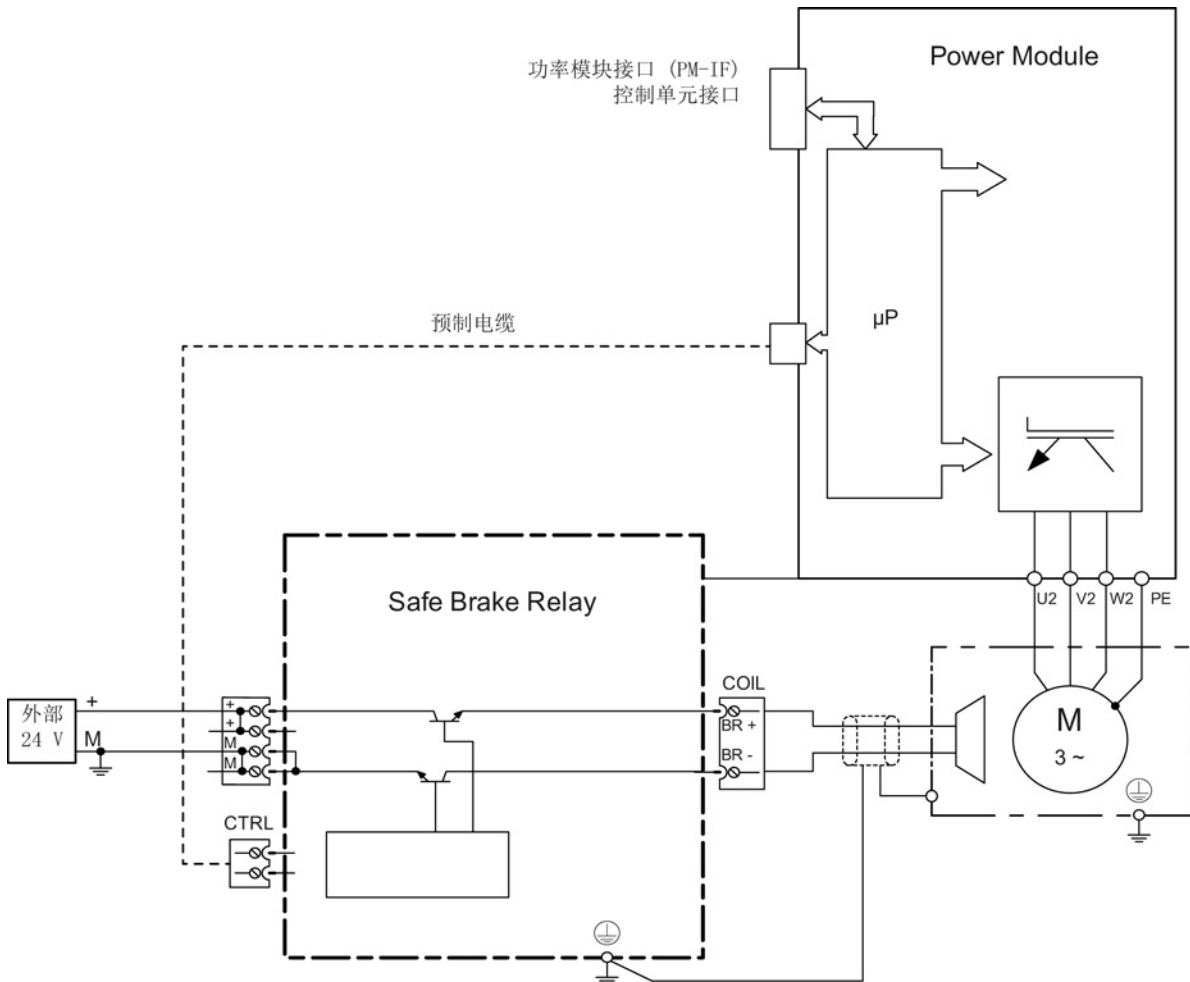 Power Module
功率模块接口 (PM-IF)
控制单元接口
μP
预制电缆
U2 V2 W2 PE
Safe Brake Relay
COIL
BR +
BR -
外部
24 V
+
M
+
+
M
M
CTRL
M
3 ~